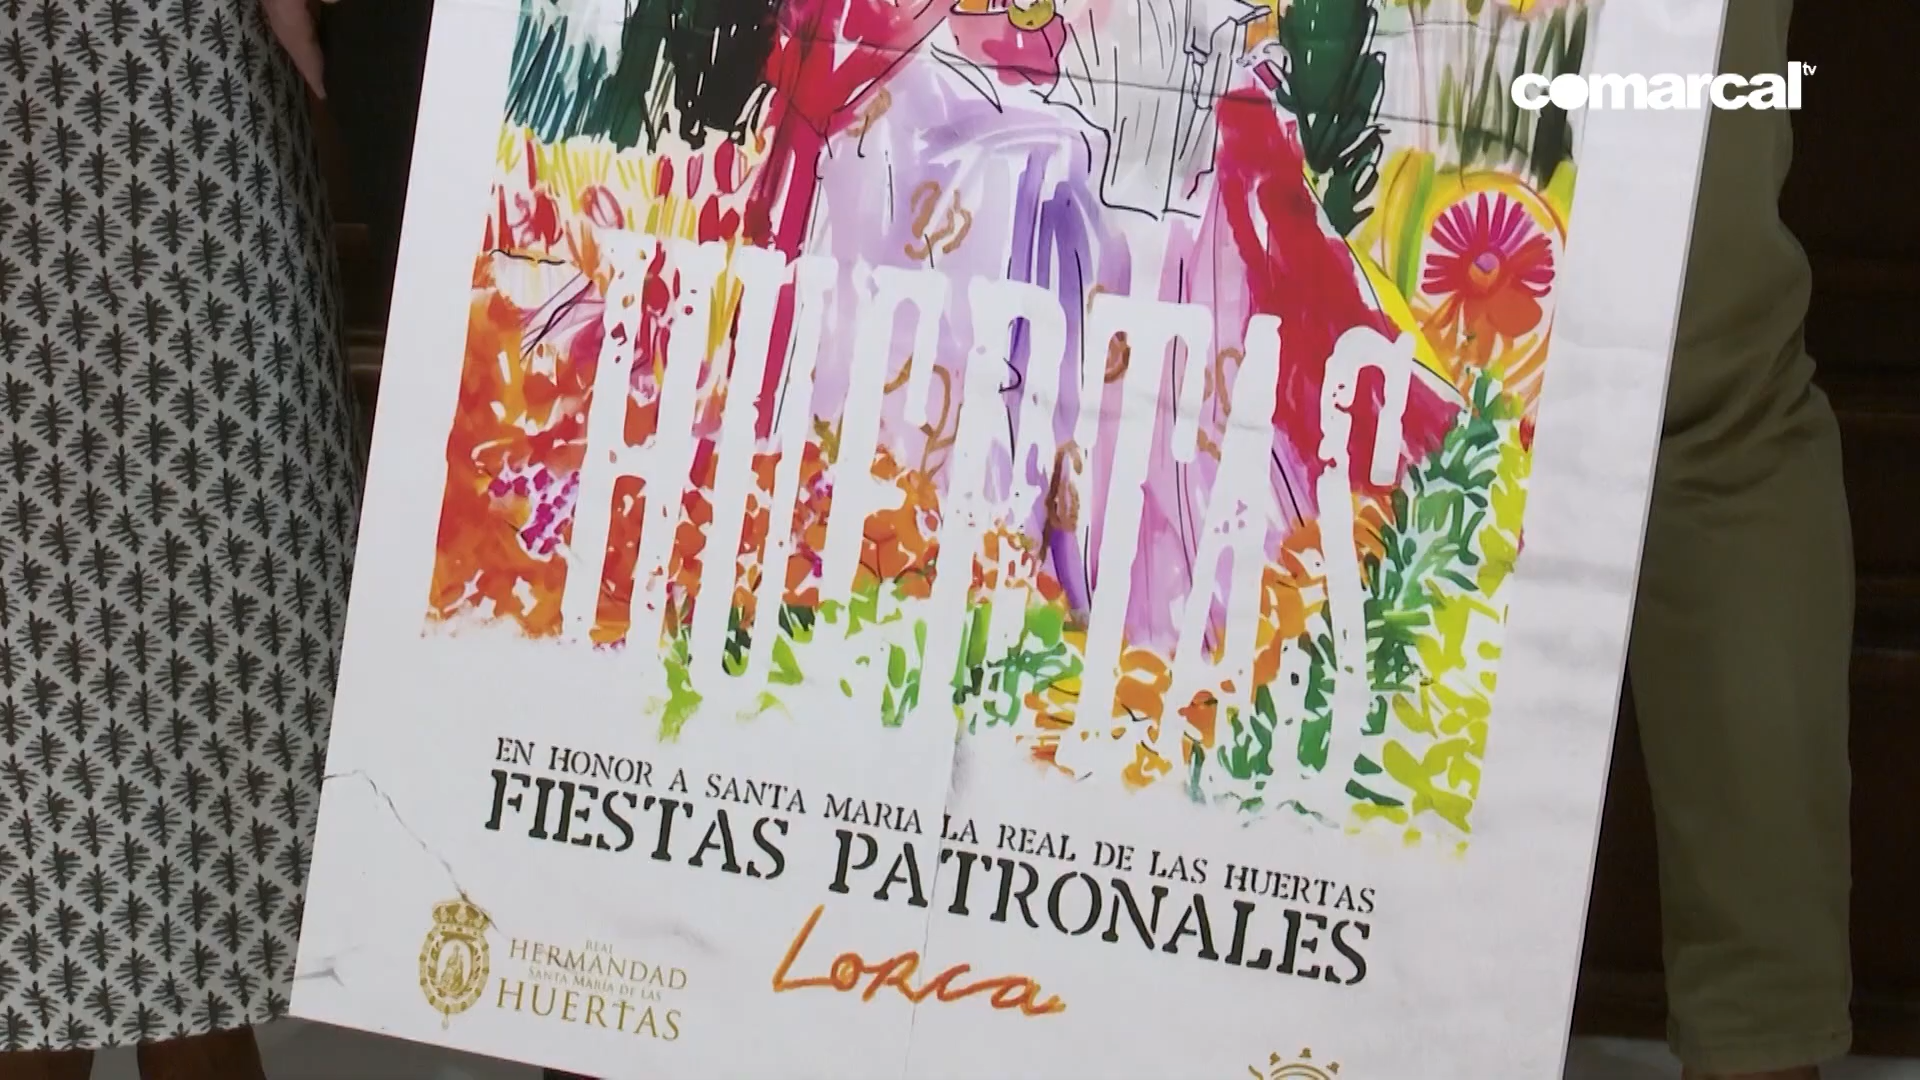 comarcal tv
HUERTAS
EN HONOR A SANTA MARIA LA REAL DE LAS HUERTAS
FIESTAS PATRONALES
LORCA
REAL
HERMANDAD
SANTA MARÍA DE LAS
HUERTAS